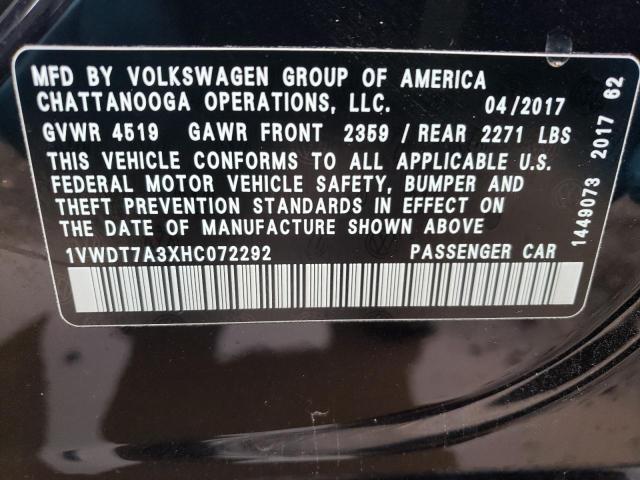 MFD BY VOLKSWAGEN GROUP OF AMERICA
CHATTANOOGA OPERATIONS, LLC. 04/2017
GVWR 4519 GAWR FRONT 2359 / REAR 2271 LBS
THIS VEHICLE CONFORMS TO ALL APPLICABLE U.S.
FEDERAL MOTOR VEHICLE SAFETY, BUMPER AND
THEFT PREVENTION STANDARDS IN EFFECT ON
THE DATE OF MANUFACTURE SHOWN ABOVE
1VWDT7A3XHC072292 PASSENGER CAR
1449073 2017 62